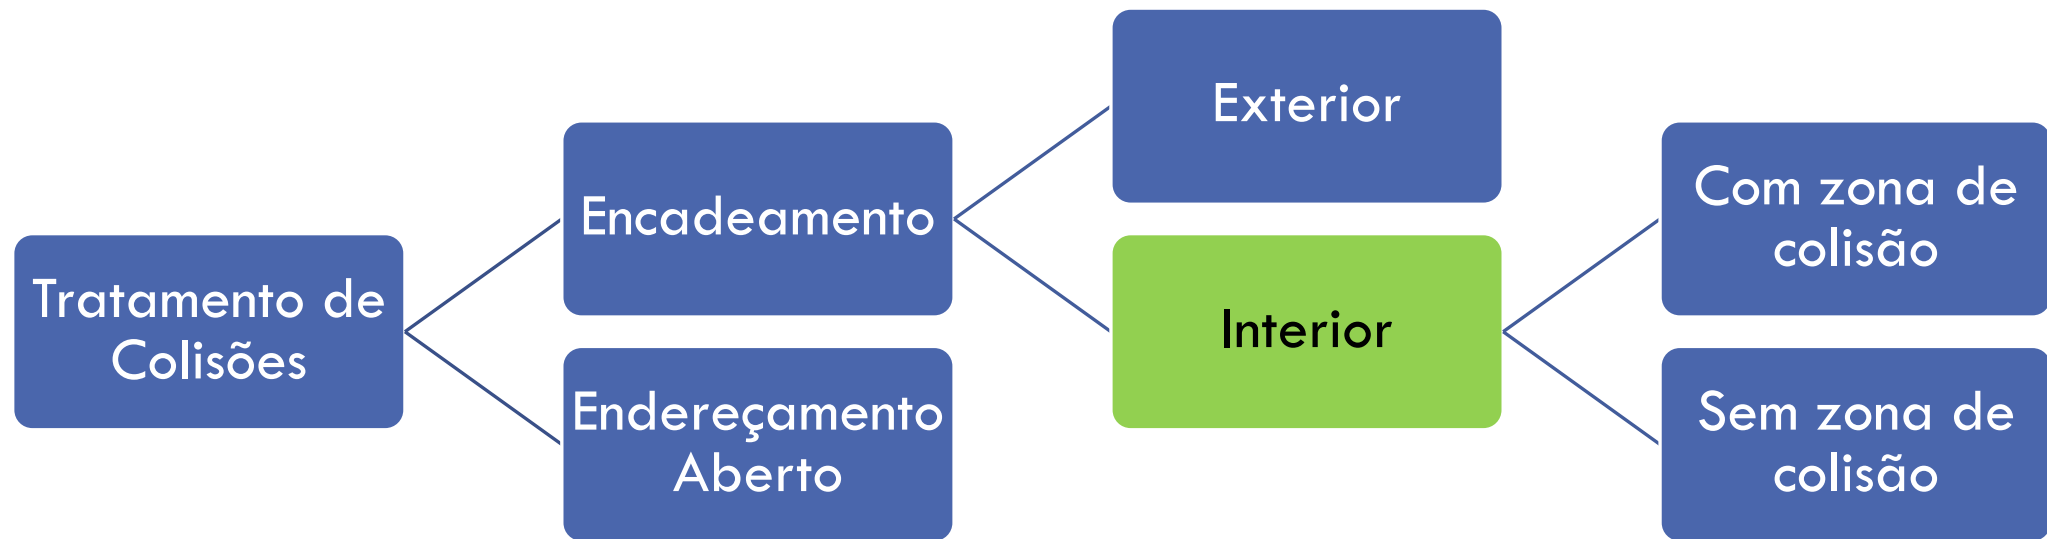 Tratamento de
Colisões
Encadeamento
Endereçamento
Aberto
Exterior
Interior
Com zona de
colisão
Sem zona de
colisão